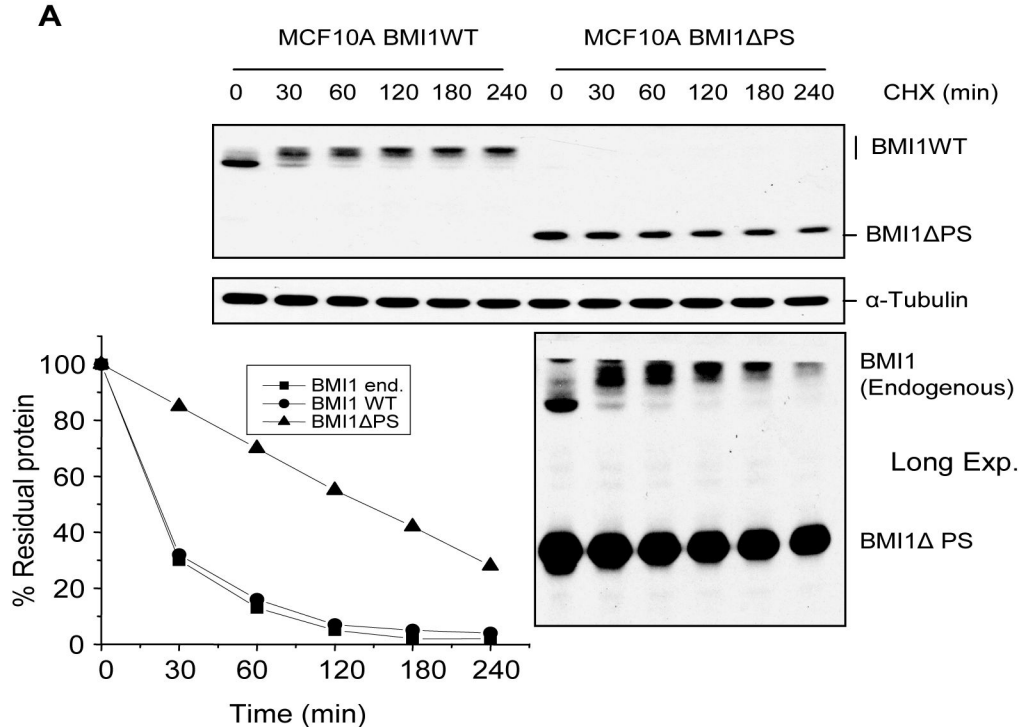 A
MCF10A BMI1WT MCF10A BMI1ΔPS
0 30 60 120 180 240 0 30 60 120 180 240 CHX (min)
BMI1WT
BMI1ΔPS
α-Tubulin
BMI1
(Endogenous)
Long Exp.
BMI1Δ PS
100
80
60
40
20
0
% Residual protein
BMI1 end.
BMI1 WT
BMI1ΔPS
0 30 60 120 180 240
Time (min)